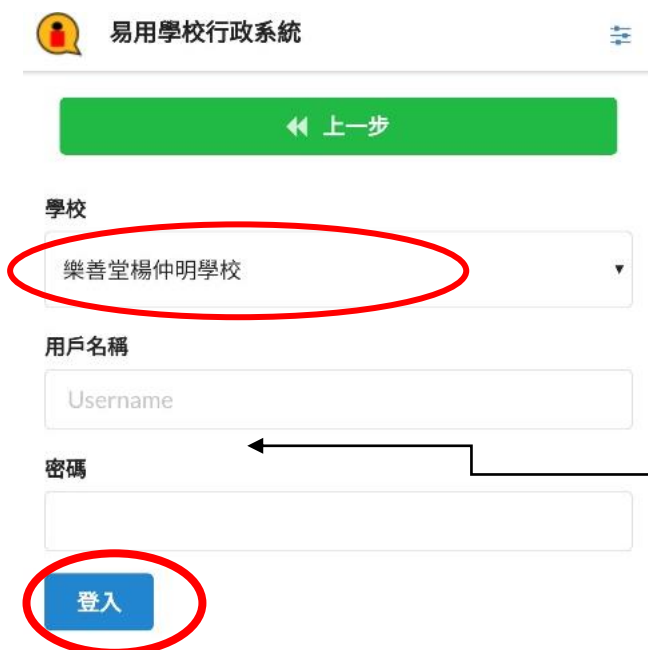 易用學校行政系統
上一步
學校
樂善堂楊仲明學校
用戶名稱
Username
密碼
登入